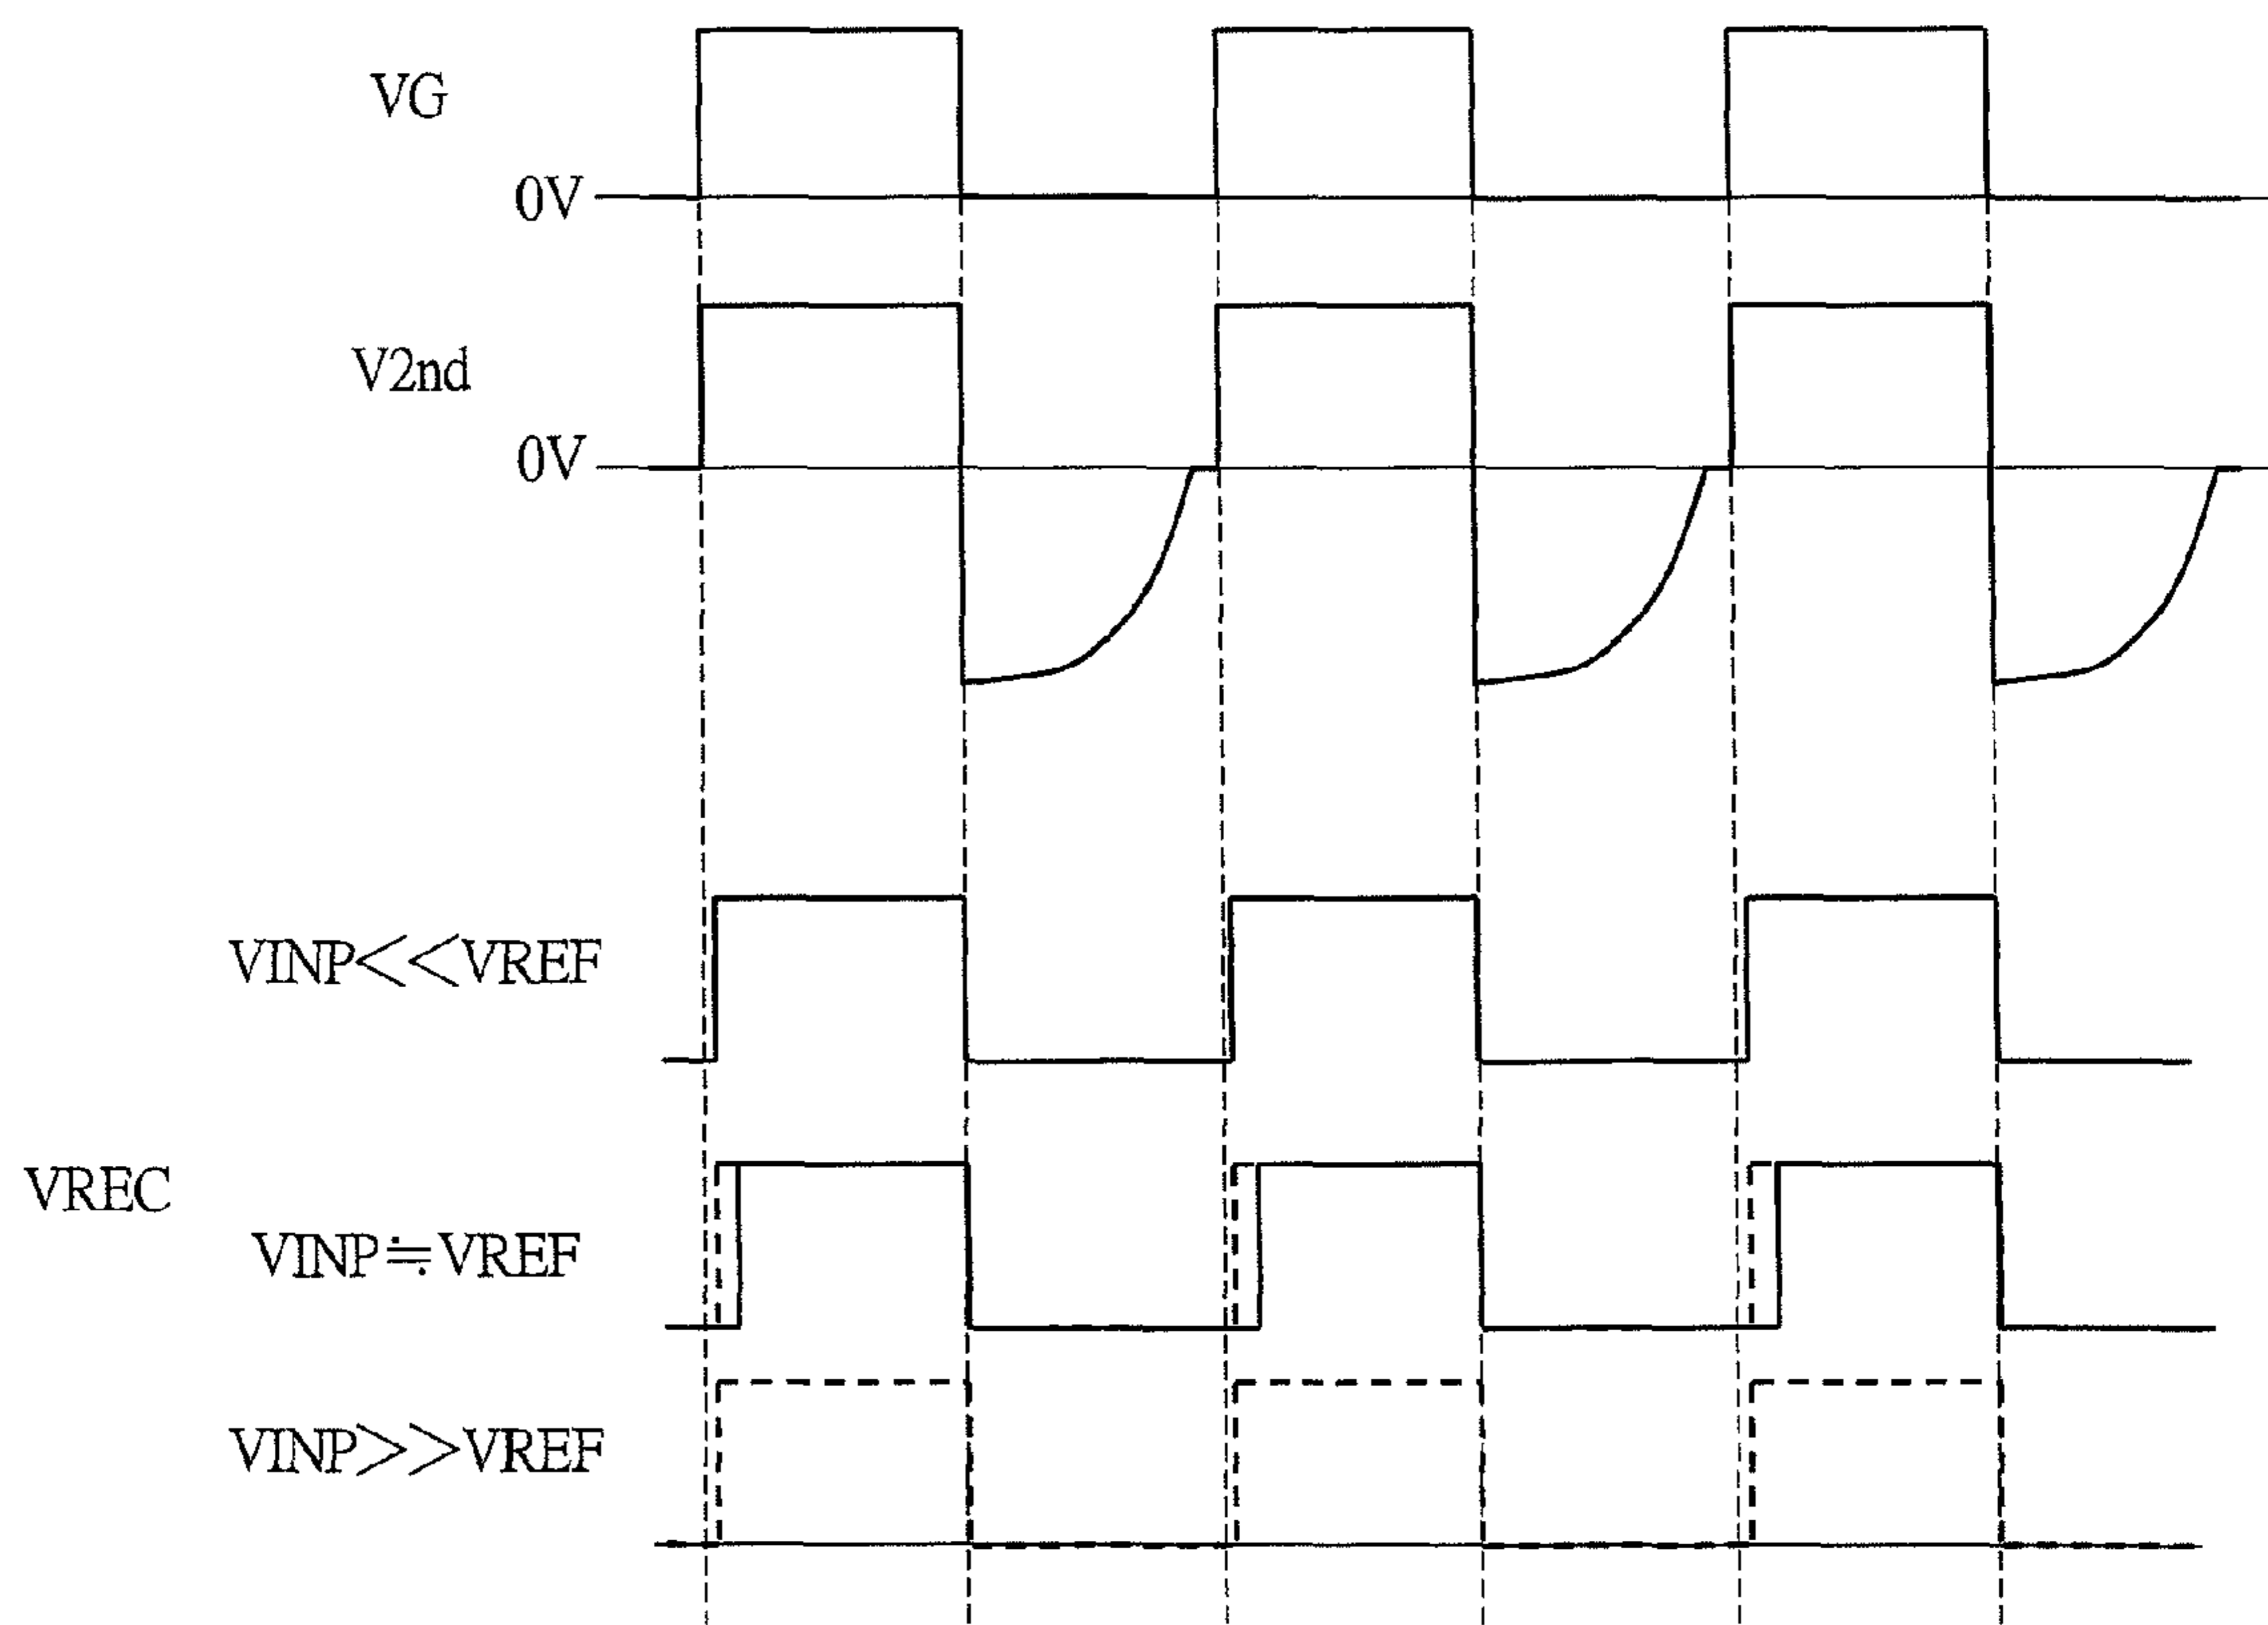 VG
0V
V2nd
0V
VINP<<VREF
VREC
VINP≒VREF
VINP>>VREF